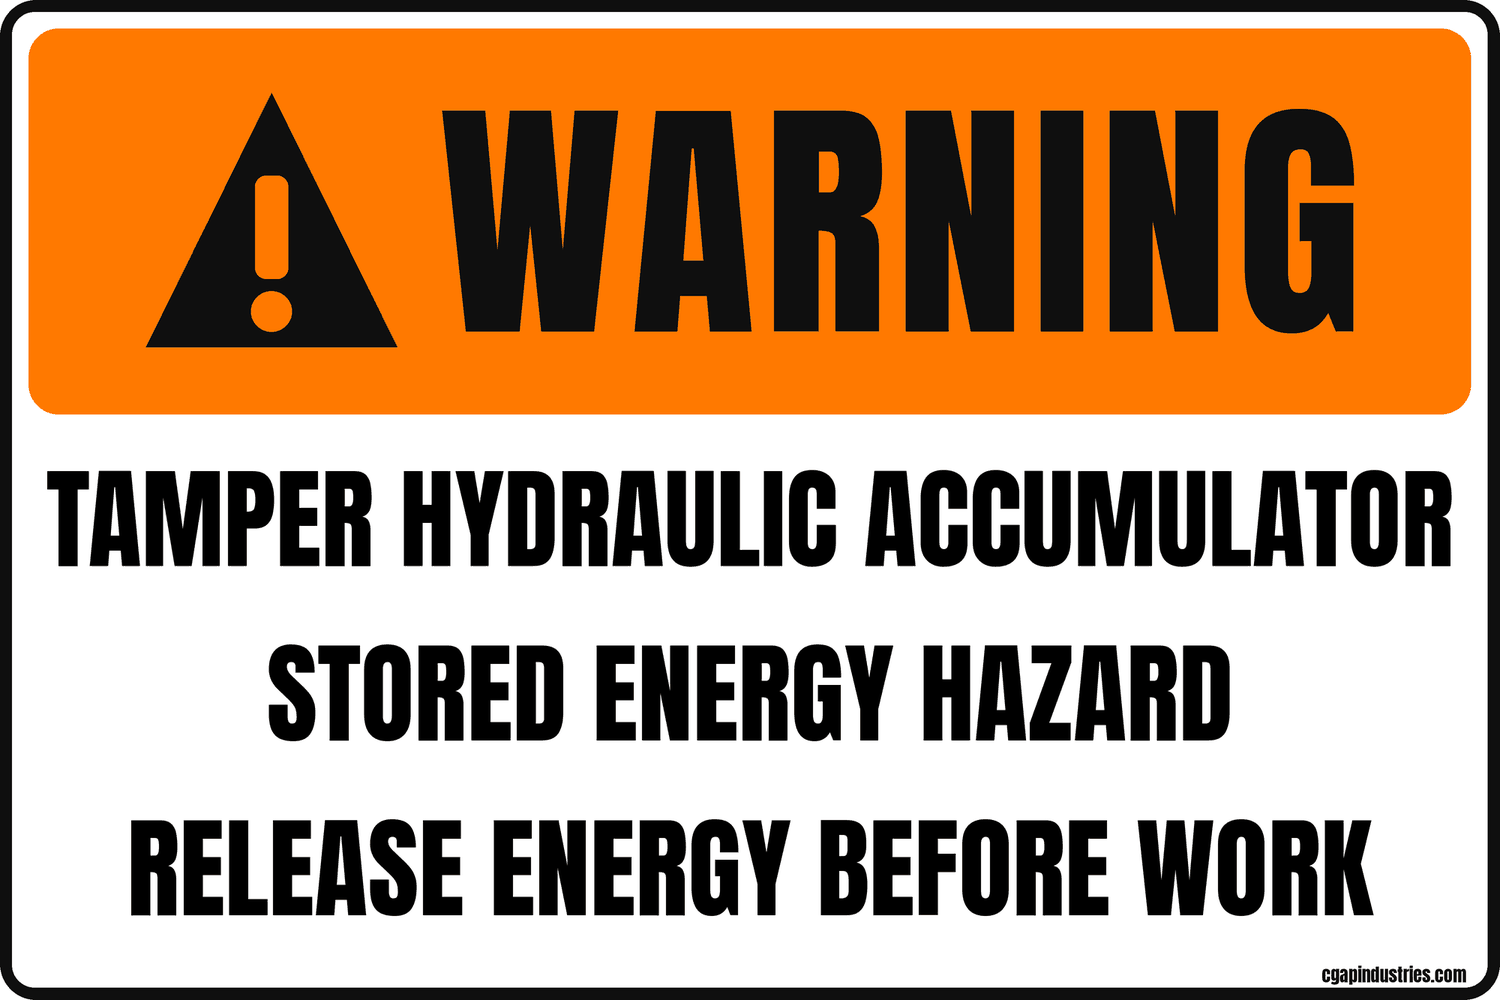 WARNING
TAMPER HYDRAULIC ACCUMULATOR
STORED ENERGY HAZARD
RELEASE ENERGY BEFORE WORK
cgapindustries.com